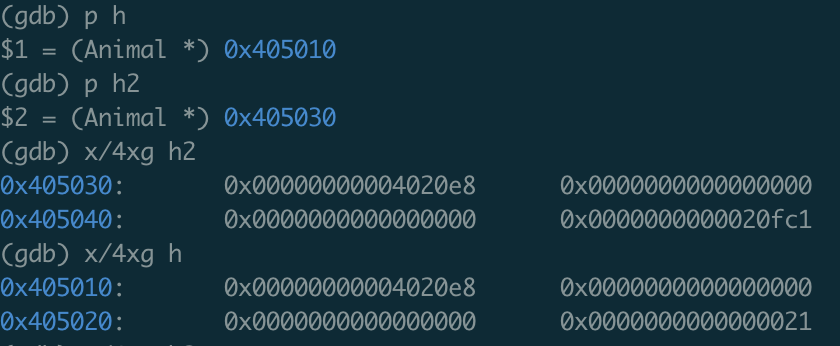 (gdb) p h
$1 = (Animal *) 0x405010
(gdb) p h2
$2 = (Animal *) 0x405030
(gdb) x/4xg h2
0x405030: 0x00000000004020e8 0x0000000000000000
0x405040: 0x0000000000000000 0x0000000000020fc1
(gdb) x/4xg h
0x405010: 0x00000000004020e8 0x0000000000000000
0x405020: 0x0000000000000000 0x0000000000000021